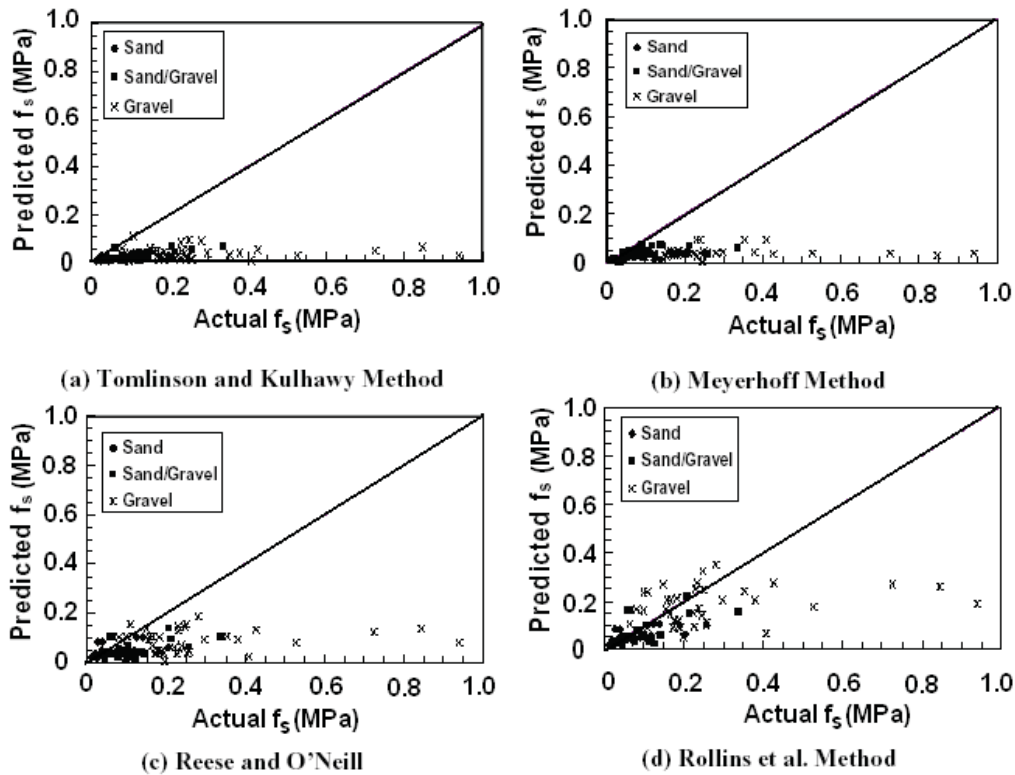 1.0
0.8
0.6
0.4
0.2
0
Predicted fs (MPa)
Sand
Sand/Gravel
Gravel
0 0.2 0.4 0.6 0.8 1.0
Actual fs (MPa)
(a) Tomlinson and Kulhawy Method
1.0
0.8
0.6
0.4
0.2
0
Predicted fs (MPa)
Sand
Sand/Gravel
Gravel
0 0.2 0.4 0.6 0.8 1.0
Actual fs (MPa)
(b) Meyerhoff Method
1.0
0.8
0.6
0.4
0.2
0
Predicted fs (MPa)
Sand
Sand/Gravel
Gravel
0 0.2 0.4 0.6 0.8 1.0
Actual fs (MPa)
(c) Reese and O’Neill
1.0
0.8
0.6
0.4
0.2
0
Predicted fs (MPa)
Sand
Sand/Gravel
Gravel
0 0.2 0.4 0.6 0.8 1.0
Actual fs (MPa)
(d) Rollins et al. Method